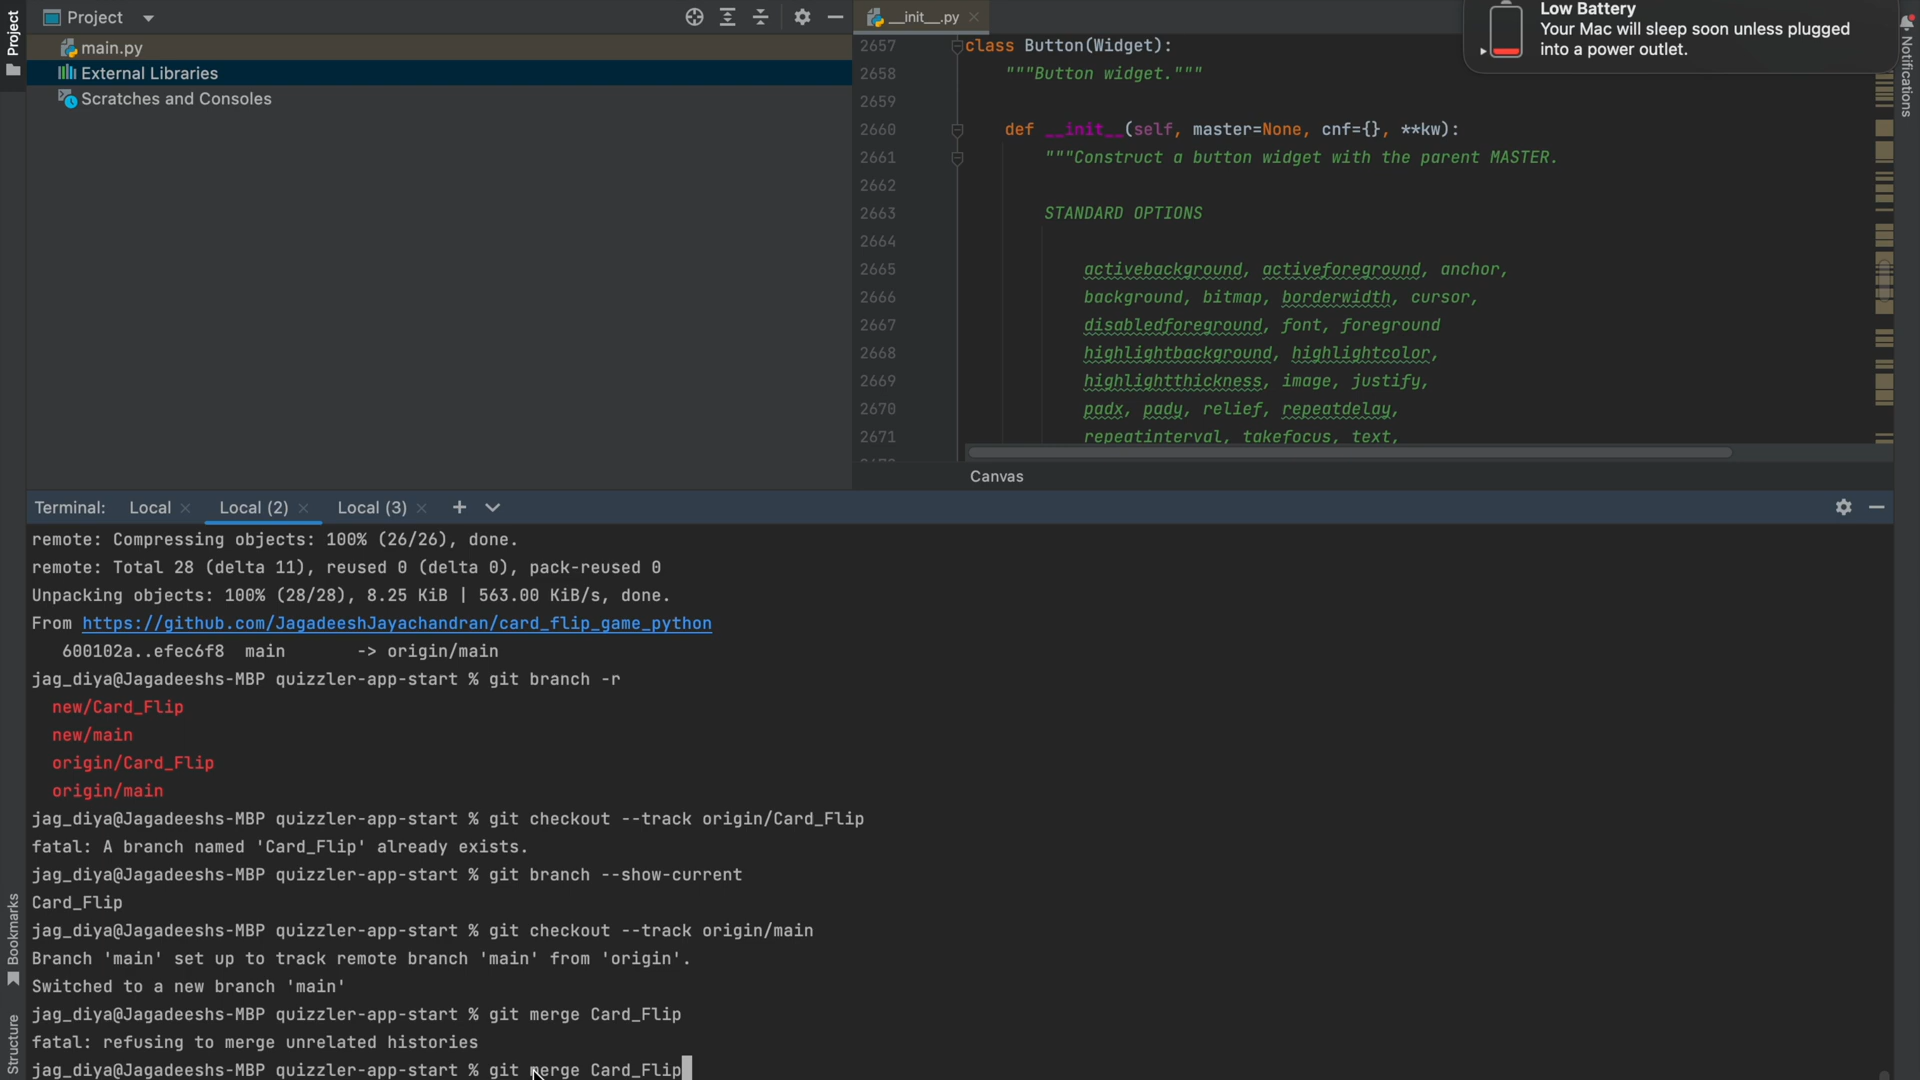 Project
main.py
External Libraries
Scratches and Consoles
Project
Bookmarks
Structure
__init__.py
Low Battery
Your Mac will sleep soon unless plugged
into a power outlet.
Notifications
2657 class Button(Widget):
2658 """Button widget."""
2659
2660 def __init__(self, master=None, cnf={}, **kw):
2661 """Construct a button widget with the parent MASTER.
2662
2663 STANDARD OPTIONS
2664
2665 activebackground, activeforeground, anchor,
2666 background, bitmap, borderwidth, cursor,
2667 disabledforeground, font, foreground
2668 highlightbackground, highlightcolor,
2669 highlightthickness, image, justify,
2670 padx, pady, relief, repeatdelay,
2671 repeatinterval, takefocus, text,
Canvas
Terminal: Local Local (2) Local (3)
remote: Compressing objects: 100% (26/26), done.
remote: Total 28 (delta 11), reused 0 (delta 0), pack-reused 0
Unpacking objects: 100% (28/28), 8.25 KiB | 563.00 KiB/s, done.
From https://github.com/JagadeeshJayachandran/card_flip_game_python
600102a..efec6f8 main -> origin/main
jag_diya@Jagadeeshs-MBP quizzler-app-start % git branch -r
new/Card_Flip
new/main
origin/Card_Flip
origin/main
jag_diya@Jagadeeshs-MBP quizzler-app-start % git checkout --track origin/Card_Flip
fatal: A branch named 'Card_Flip' already exists.
jag_diya@Jagadeeshs-MBP quizzler-app-start % git branch --show-current
Card_Flip
jag_diya@Jagadeeshs-MBP quizzler-app-start % git checkout --track origin/main
Branch 'main' set up to track remote branch 'main' from 'origin'.
Switched to a new branch 'main'
jag_diya@Jagadeeshs-MBP quizzler-app-start % git merge Card_Flip
fatal: refusing to merge unrelated histories
jag_diya@Jagadeeshs-MBP quizzler-app-start % git merge Card_Flip